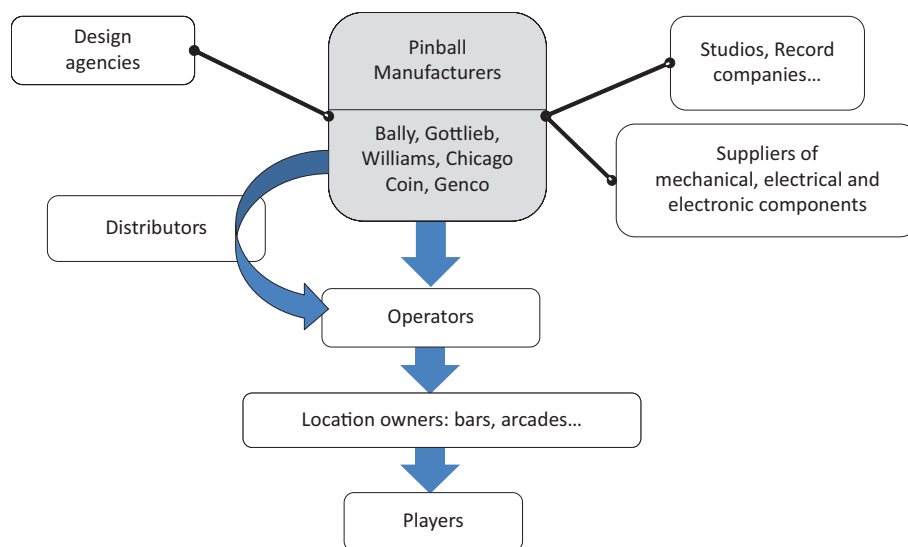 Design
agencies
Pinball
Manufacturers
Bally, Gottlieb,
Williams, Chicago
Coin, Genco
Studios, Record
companies...
Suppliers of
mechanical, electrical and
electronic components
Distributors
Operators
Location owners: bars, arcades...
Players